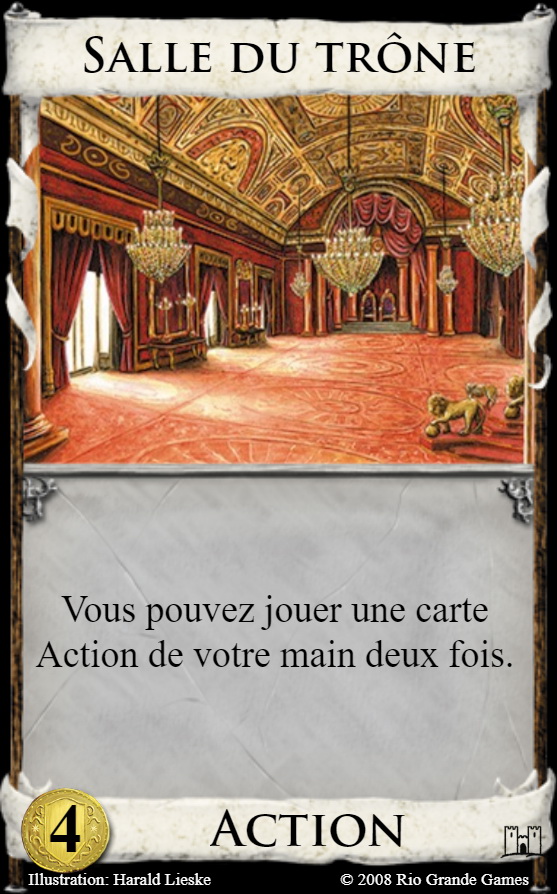 SALLE DU TRÔNE
Vous pouvez jouer une carte
Action de votre main deux fois.
4
ACTION
Illustration: Harald Lieske
© 2008 Rio Grande Games